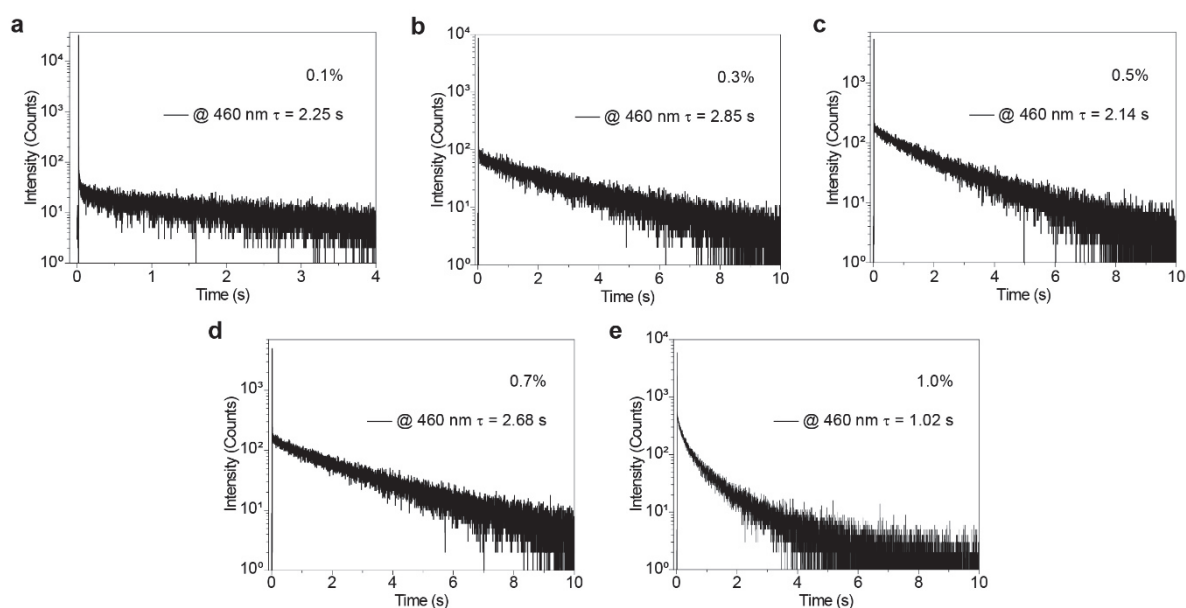 a
10⁴
10³
10²
10¹
10⁰
Intensity (Counts)
0.1%
@ 460 nm τ = 2.25 s
0 1 2 3 4
Time (s)
b
10⁴
10³
10²
10¹
10⁰
Intensity (Counts)
0.3%
@ 460 nm τ = 2.85 s
0 2 4 6 8 10
Time (s)
c
10³
10²
10¹
10⁰
Intensity (Counts)
0.5%
@ 460 nm τ = 2.14 s
0 2 4 6 8 10
Time (s)
d
10³
10²
10¹
10⁰
Intensity (Counts)
0.7%
@ 460 nm τ = 2.68 s
0 2 4 6 8 10
Time (s)
e
10⁴
10³
10²
10¹
10⁰
Intensity (Counts)
1.0%
@ 460 nm τ = 1.02 s
0 2 4 6 8 10
Time (s)